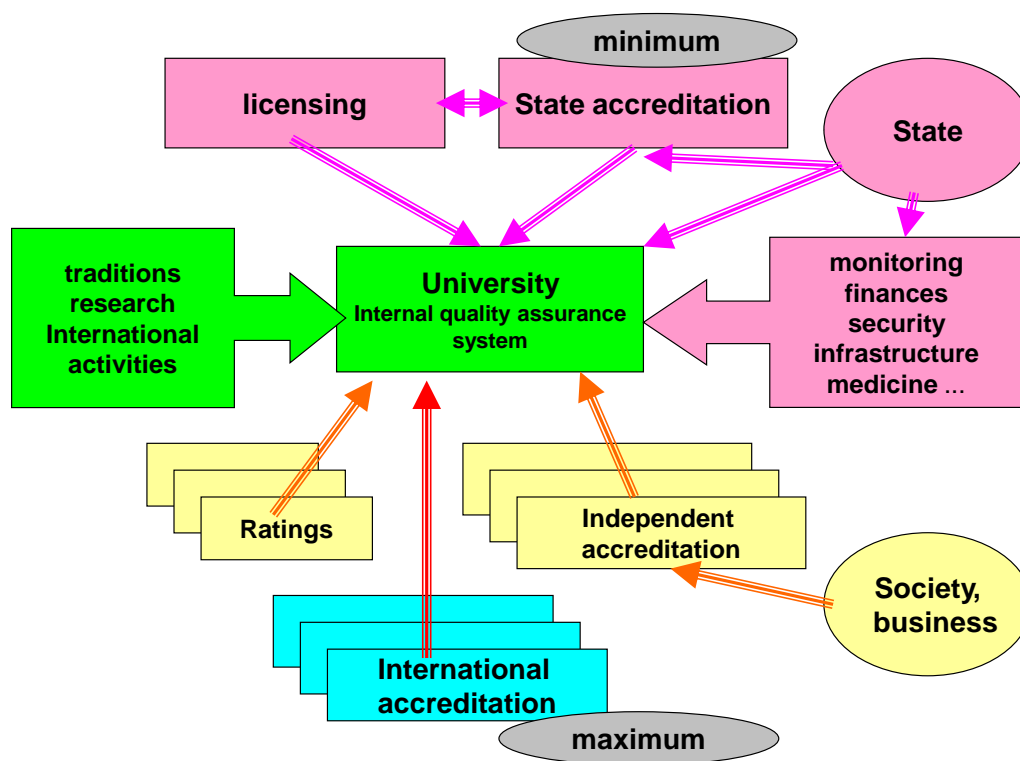 minimum
licensing
State accreditation
State
traditions
research
International
activities
University
Internal quality assurance
system
monitoring
finances
security
infrastructure
medicine ...
Ratings
Independent
accreditation
Society,
business
International
accreditation
maximum